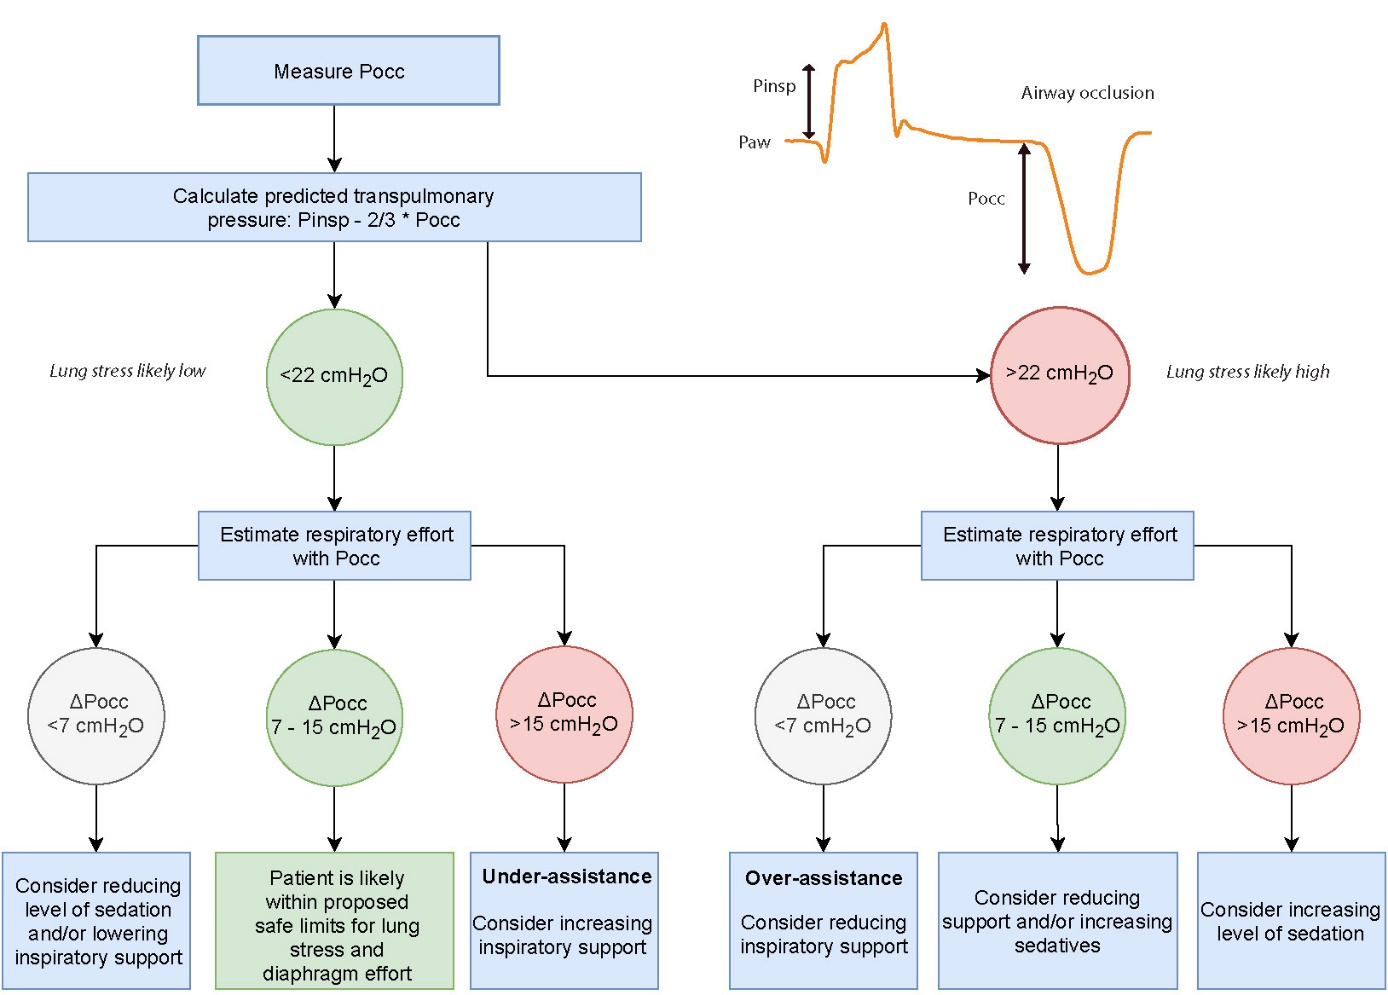 Measure Pocc
Pinsp
Airway occlusion
Paw
Pocc
Calculate predicted transpulmonary
pressure: Pinsp - 2/3 * Pocc
Lung stress likely low
<22 cmH₂O
>22 cmH₂O
Lung stress likely high
Estimate respiratory effort
with Pocc
Estimate respiratory effort
with Pocc
ΔPocc
<7 cmH₂O
ΔPocc
7 - 15 cmH₂O
ΔPocc
>15 cmH₂O
ΔPocc
<7 cmH₂O
ΔPocc
7 - 15 cmH₂O
ΔPocc
>15 cmH₂O
Consider reducing
level of sedation
and/or lowering
inspiratory support
Patient is likely
within proposed
safe limits for lung
stress and
diaphragm effort
Under-assistance
Consider increasing
inspiratory support
Over-assistance
Consider reducing
inspiratory support
Consider reducing
support and/or increasing
sedatives
Consider increasing
level of sedation